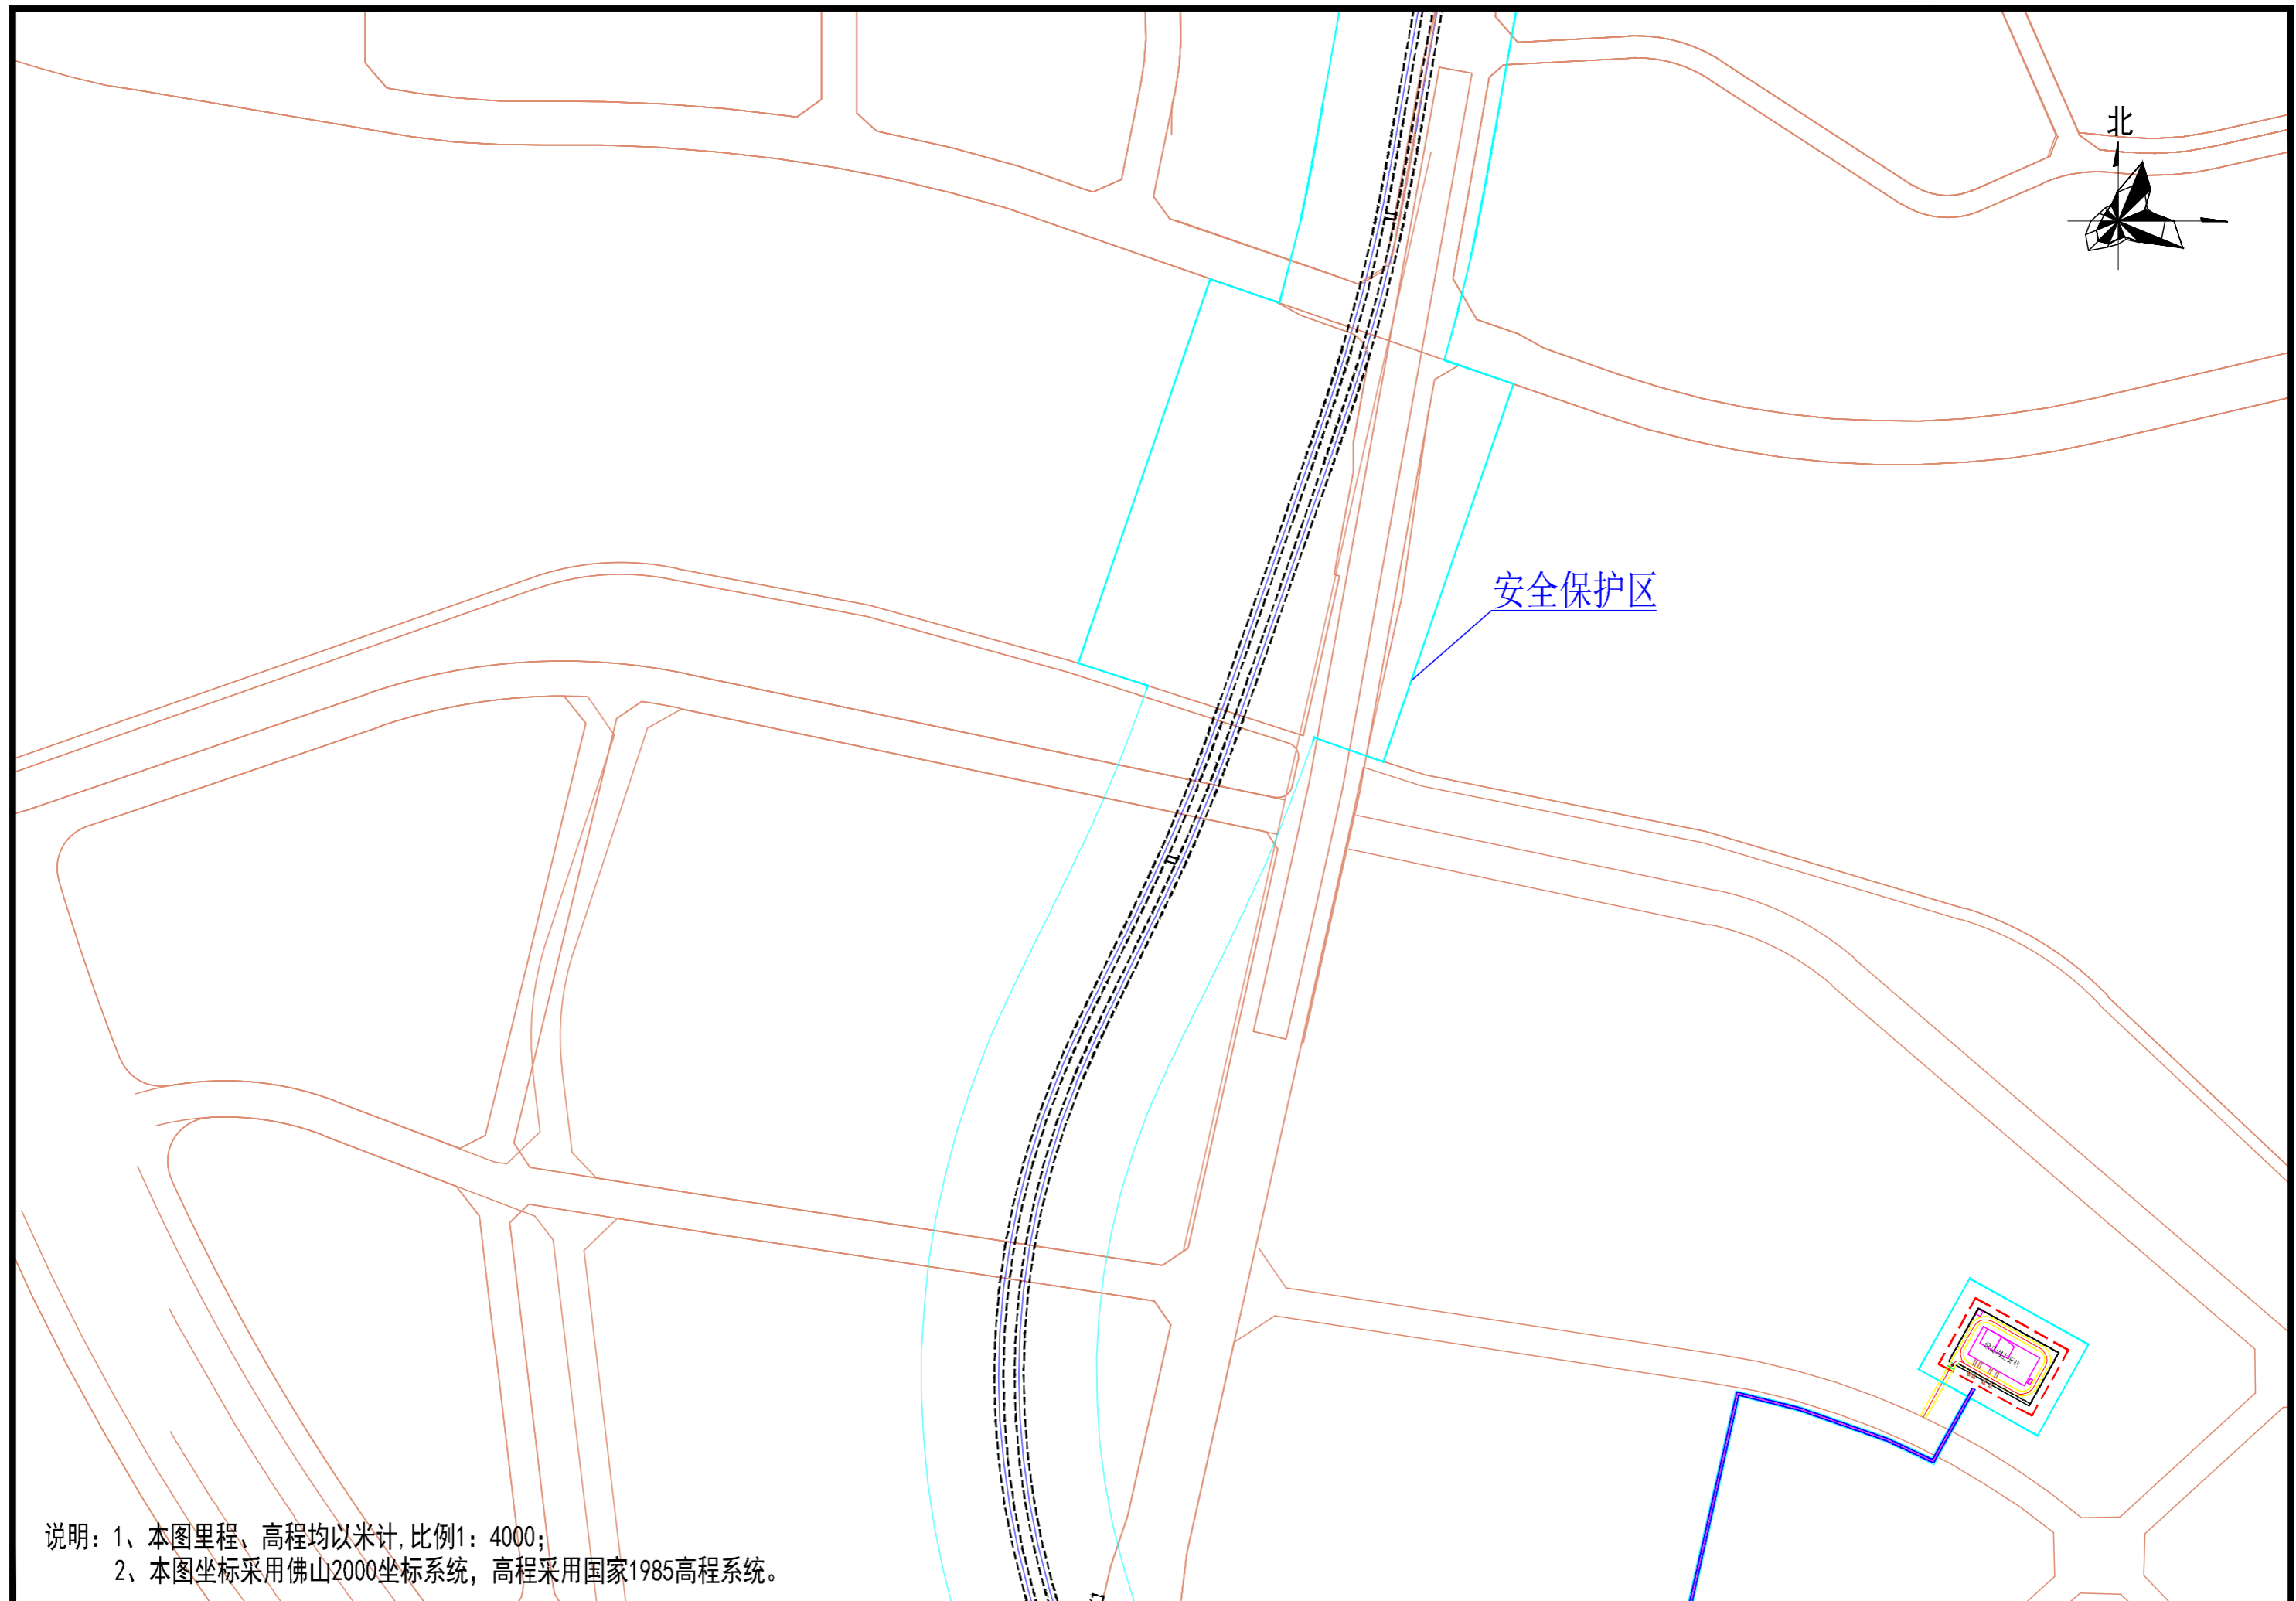 北
安全保护区
说明：1、本图里程、高程均以米计,比例1：4000；
2、本图坐标采用佛山2000坐标系统，高程采用国家1985高程系统。